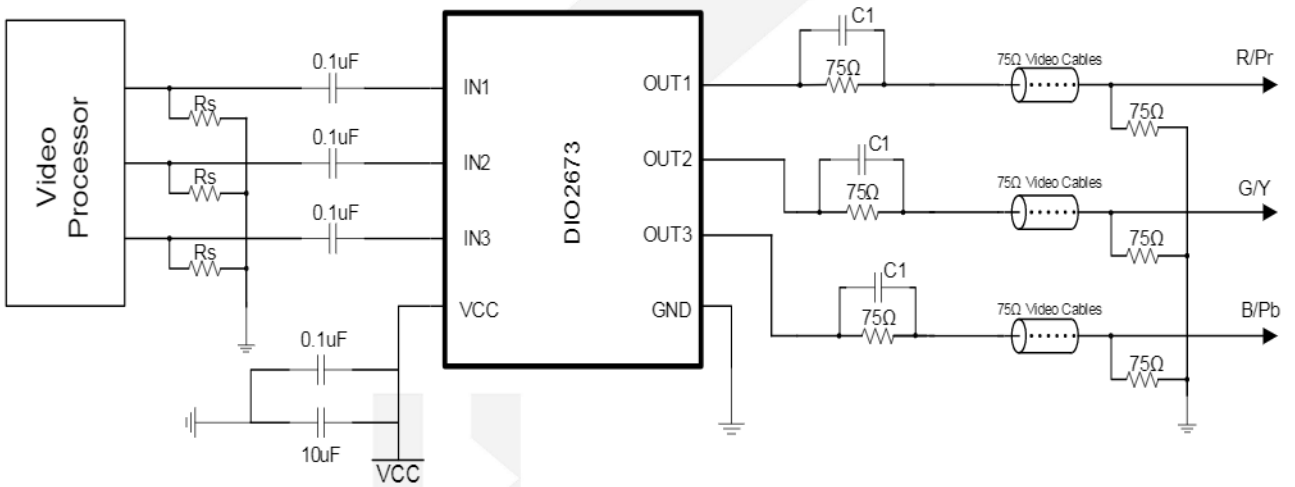 Video Processor
Rs
Rs
Rs
0.1uF
0.1uF
0.1uF
0.1uF
10uF
VCC
DIO2673
IN1
IN2
IN3
VCC
OUT1
OUT2
OUT3
GND
C1
75Ω
75Ω Video Cables
R/Pr
75Ω
C1
75Ω
75Ω Video Cables
G/Y
75Ω
C1
75Ω
75Ω Video Cables
B/Pb
75Ω